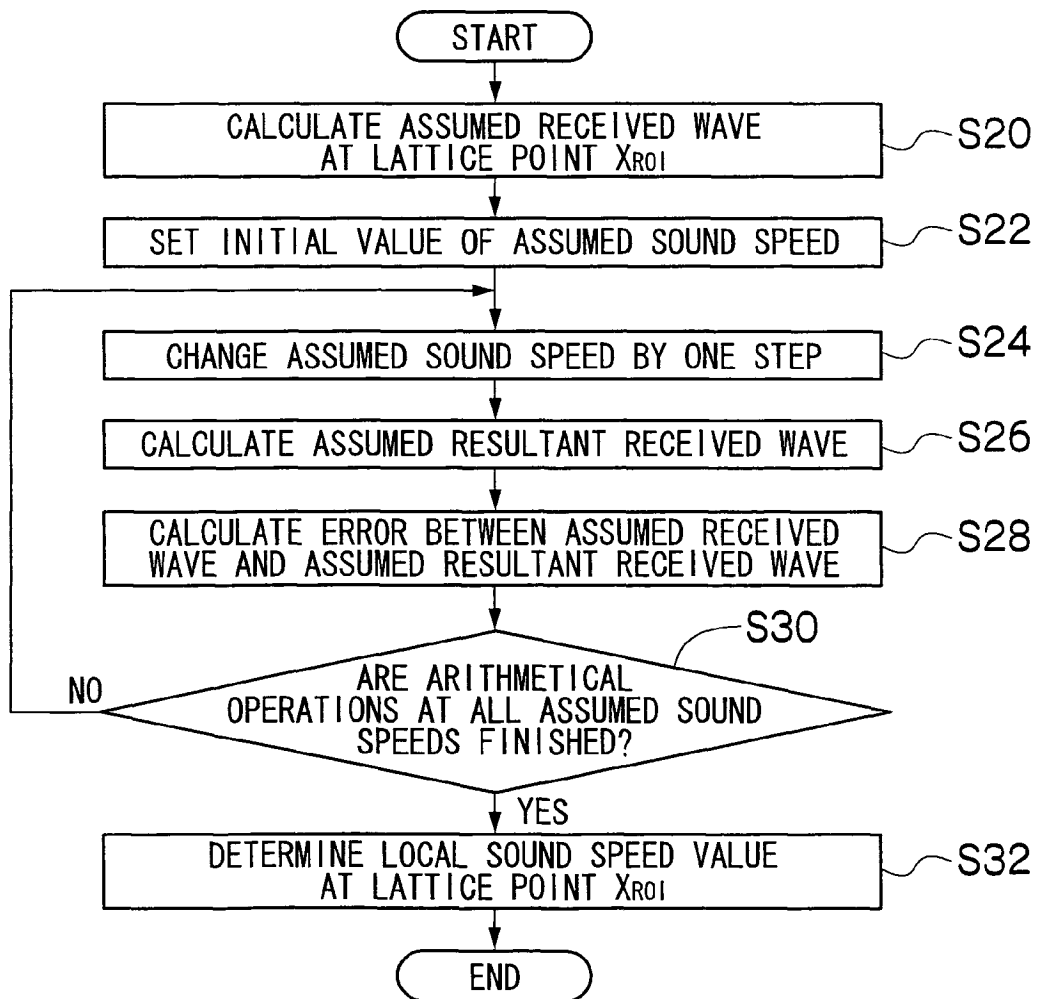 START
CALCULATE ASSUMED RECEIVED WAVE
AT LATTICE POINT XROI
S20
SET INITIAL VALUE OF ASSUMED SOUND SPEED
S22
CHANGE ASSUMED SOUND SPEED BY ONE STEP
S24
CALCULATE ASSUMED RESULTANT RECEIVED WAVE
S26
CALCULATE ERROR BETWEEN ASSUMED RECEIVED
WAVE AND ASSUMED RESULTANT RECEIVED WAVE
S28
S30
ARE ARITHMETICAL
OPERATIONS AT ALL ASSUMED SOUND
SPEEDS FINISHED?
NO
YES
DETERMINE LOCAL SOUND SPEED VALUE
AT LATTICE POINT XROI
S32
END